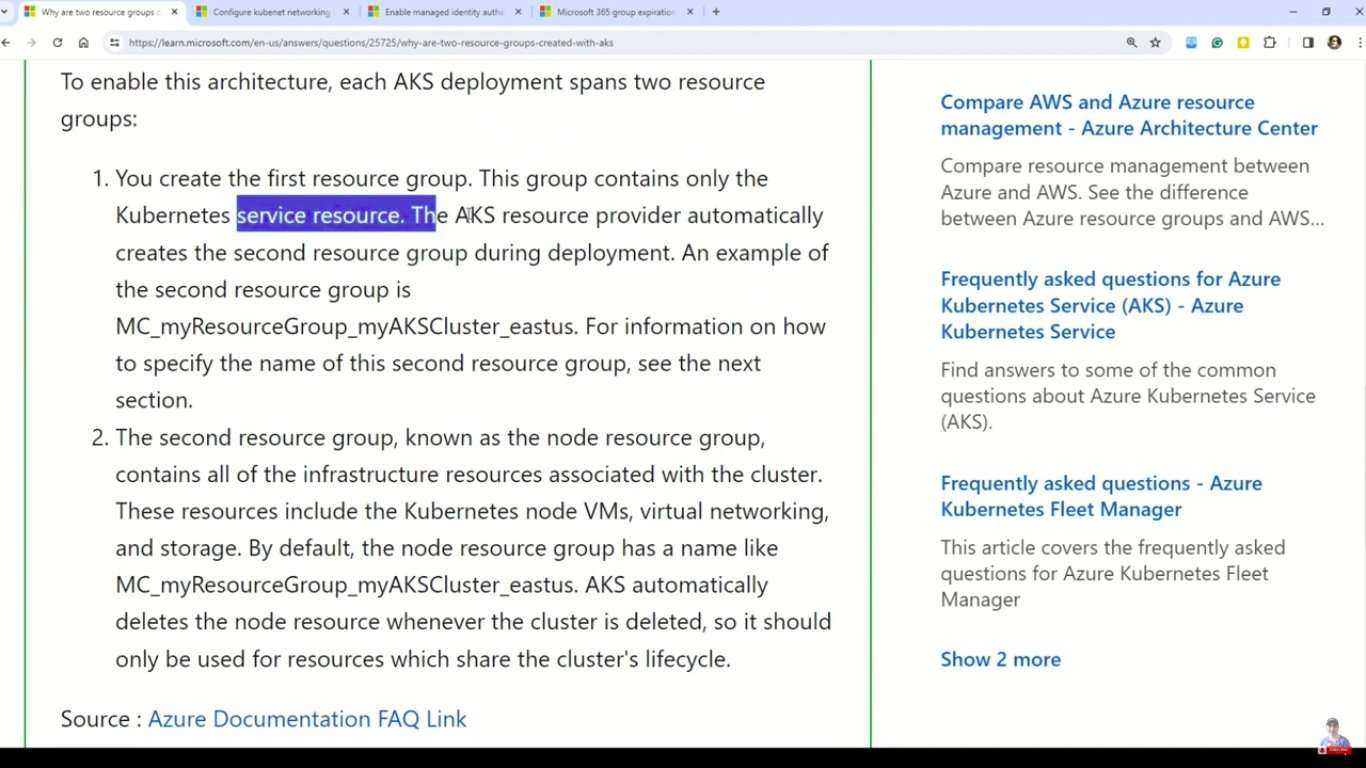 Why are two resource groups c
Configure kubenet networking
Enable managed identity authe
Microsoft 365 group expiration
https://learn.microsoft.com/en-us/answers/questions/25725/why-are-two-resource-groups-created-with-aks
To enable this architecture, each AKS deployment spans two resource
groups:
1. You create the first resource group. This group contains only the
Kubernetes service resource. The AKS resource provider automatically
creates the second resource group during deployment. An example of
the second resource group is
MC_myResourceGroup_myAKSCluster_eastus. For information on how
to specify the name of this second resource group, see the next
section.
2. The second resource group, known as the node resource group,
contains all of the infrastructure resources associated with the cluster.
These resources include the Kubernetes node VMs, virtual networking,
and storage. By default, the node resource group has a name like
MC_myResourceGroup_myAKSCluster_eastus. AKS automatically
deletes the node resource whenever the cluster is deleted, so it should
only be used for resources which share the cluster's lifecycle.
Source : Azure Documentation FAQ Link
Compare AWS and Azure resource
management - Azure Architecture Center
Compare resource management between
Azure and AWS. See the difference
between Azure resource groups and AWS...
Frequently asked questions for Azure
Kubernetes Service (AKS) - Azure
Kubernetes Service
Find answers to some of the common
questions about Azure Kubernetes Service
(AKS).
Frequently asked questions - Azure
Kubernetes Fleet Manager
This article covers the frequently asked
questions for Azure Kubernetes Fleet
Manager
Show 2 more